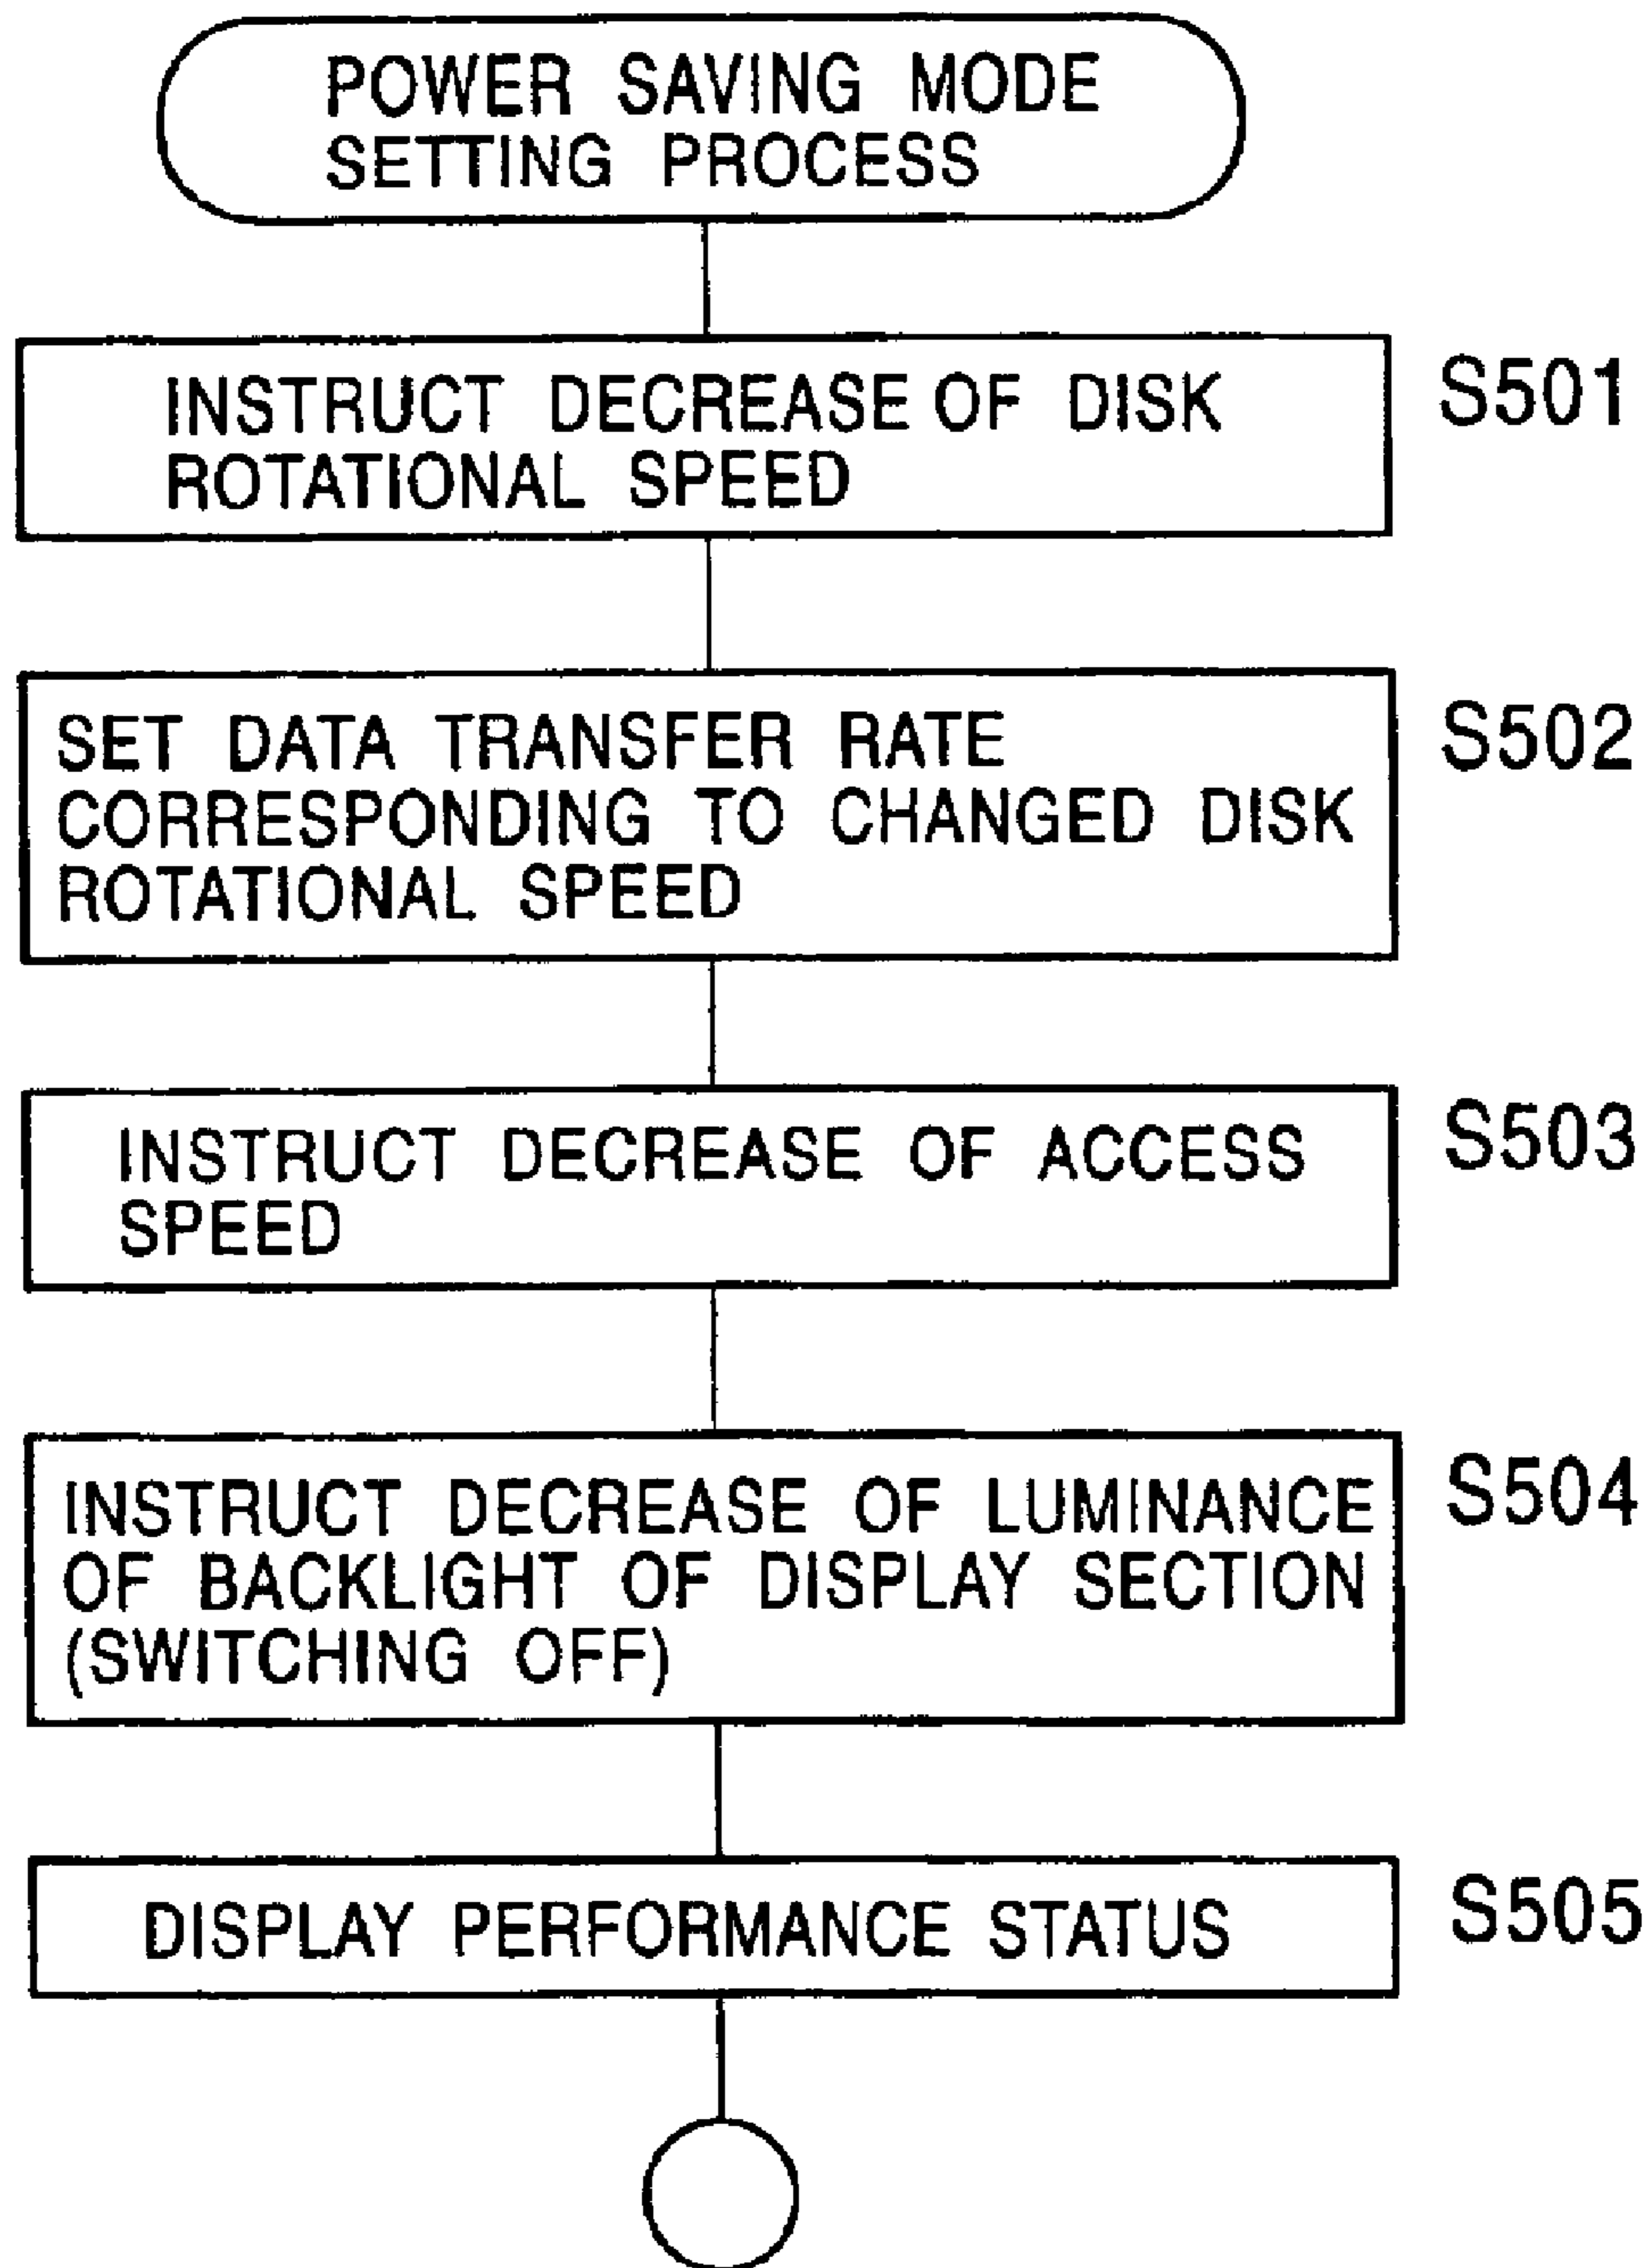 POWER SAVING MODE
SETTING PROCESS
INSTRUCT DECREASE OF DISK
ROTATIONAL SPEED
S501
SET DATA TRANSFER RATE
CORRESPONDING TO CHANGED DISK
ROTATIONAL SPEED
S502
INSTRUCT DECREASE OF ACCESS
SPEED
S503
INSTRUCT DECREASE OF LUMINANCE
OF BACKLIGHT OF DISPLAY SECTION
(SWITCHING OFF)
S504
DISPLAY PERFORMANCE STATUS
S505